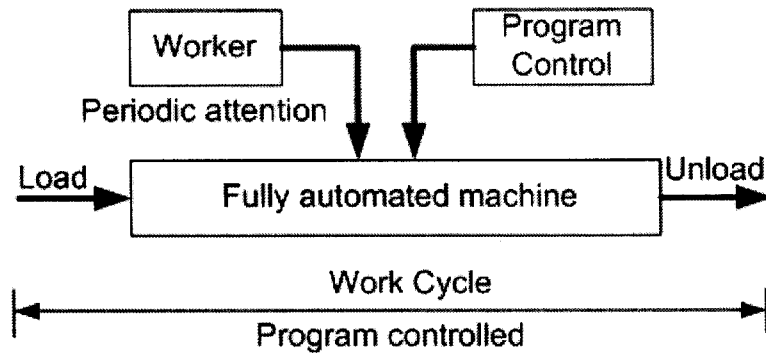 Worker
Program
Control
Periodic attention
Load
Fully automated machine
Unload
Work Cycle
Program controlled